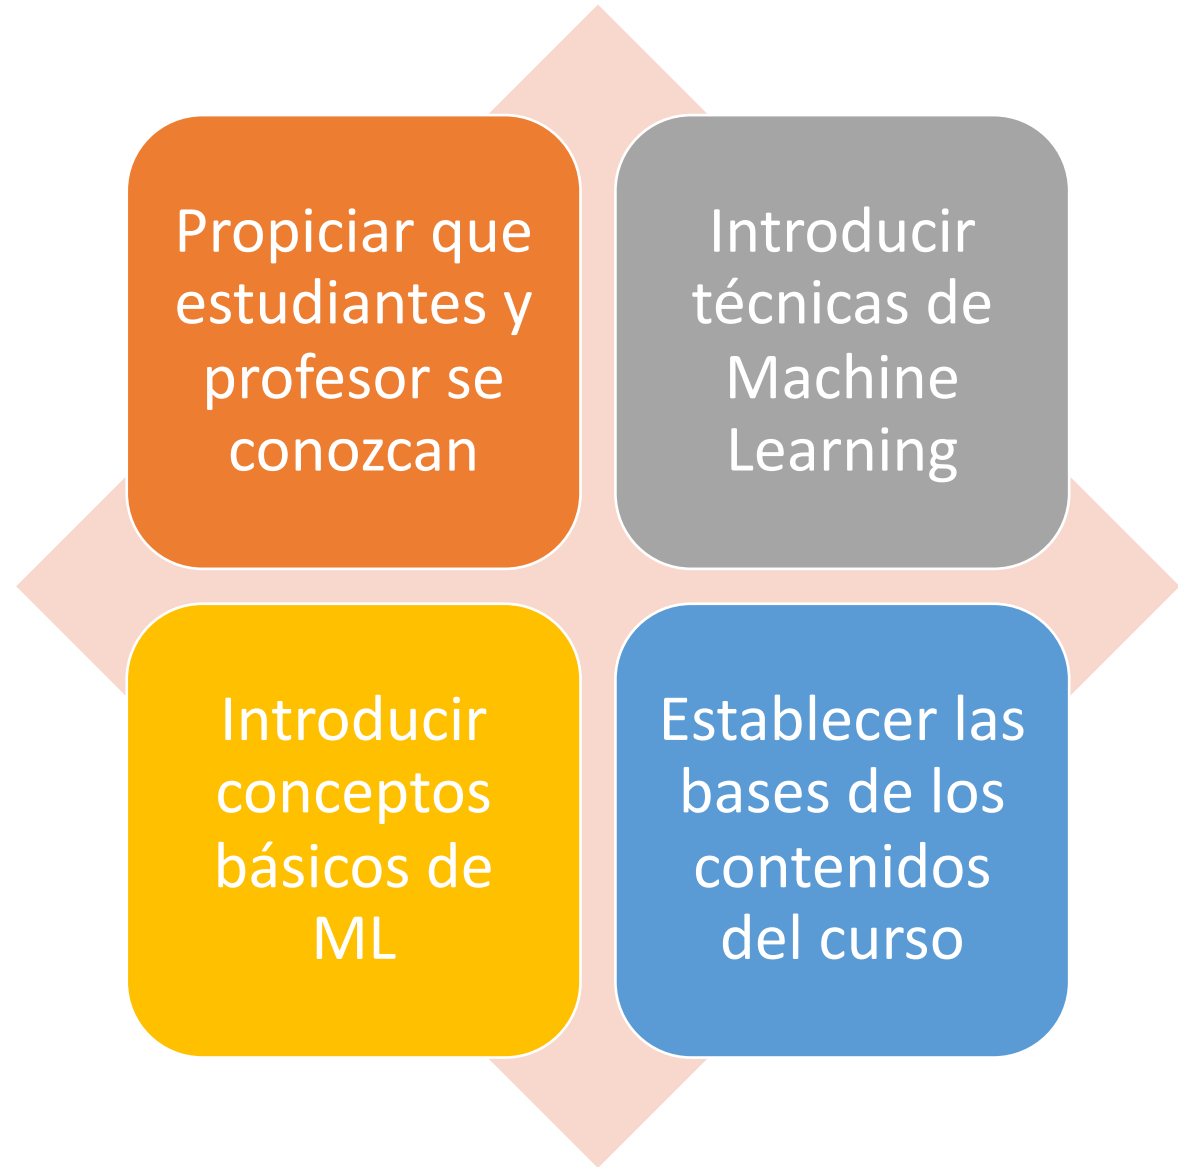 Propiciar que
estudiantes y
profesor se
conozcan
Introducir
técnicas de
Machine
Learning
Introducir
conceptos
básicos de
ML
Establecer las
bases de los
contenidos
del curso